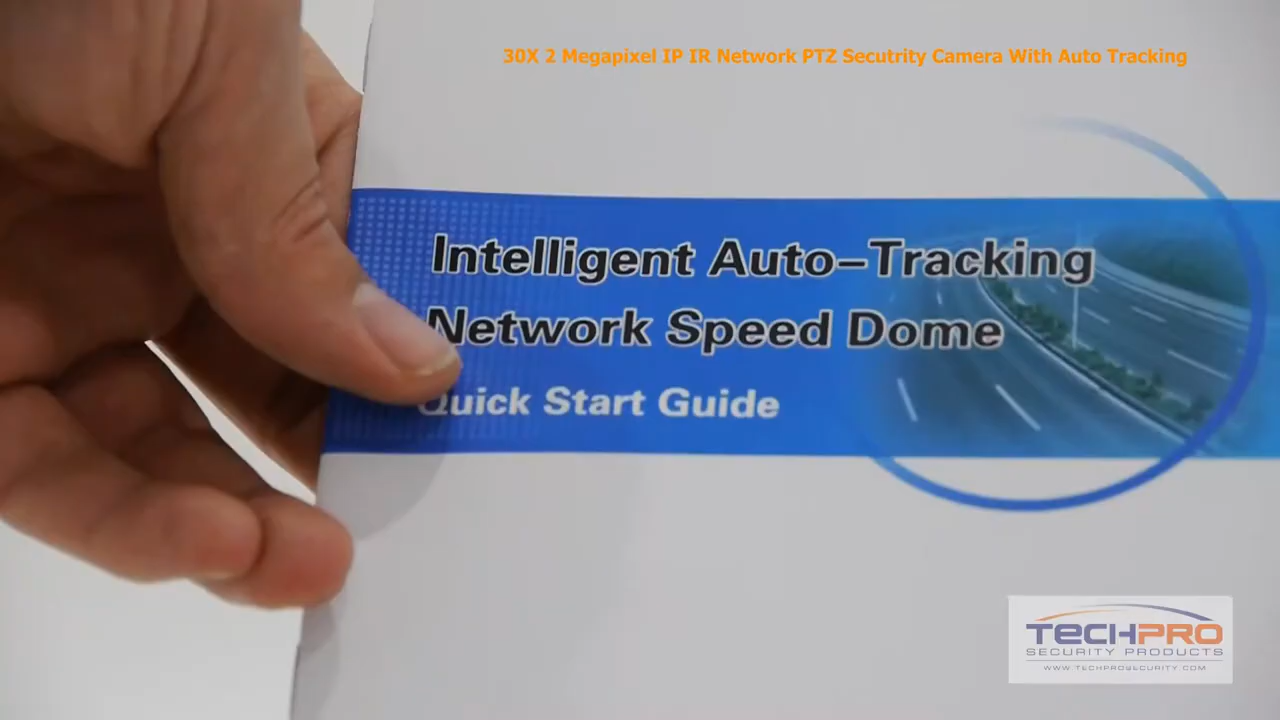 30X 2 Megapixel IP IR Network PTZ Secutrity Camera With Auto Tracking
Intelligent Auto-Tracking
Network Speed Dome
Quick Start Guide
TECHPRO
SECURITY PRODUCTS
WWW.TECHPROSECURITY.COM